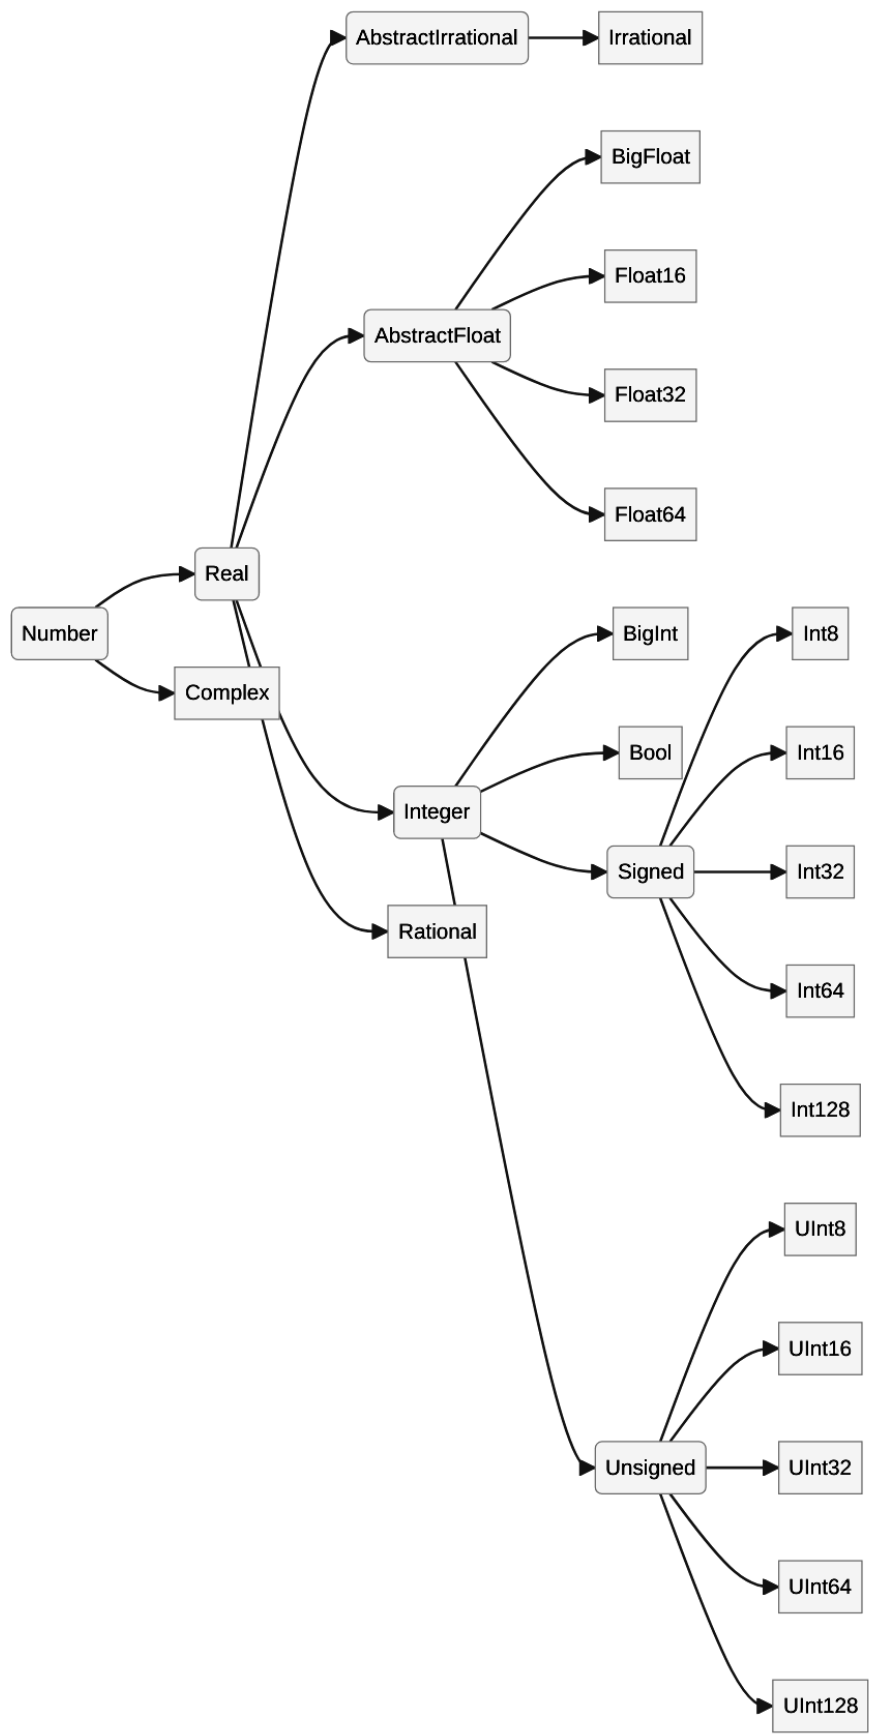 AbstractIrrational
Irrational
BigFloat
Float16
AbstractFloat
Float32
Float64
Real
Number
BigInt
Int8
Complex
Bool
Int16
Integer
Signed
Int32
Rational
Int64
Int128
UInt8
UInt16
Unsigned
UInt32
UInt64
UInt128